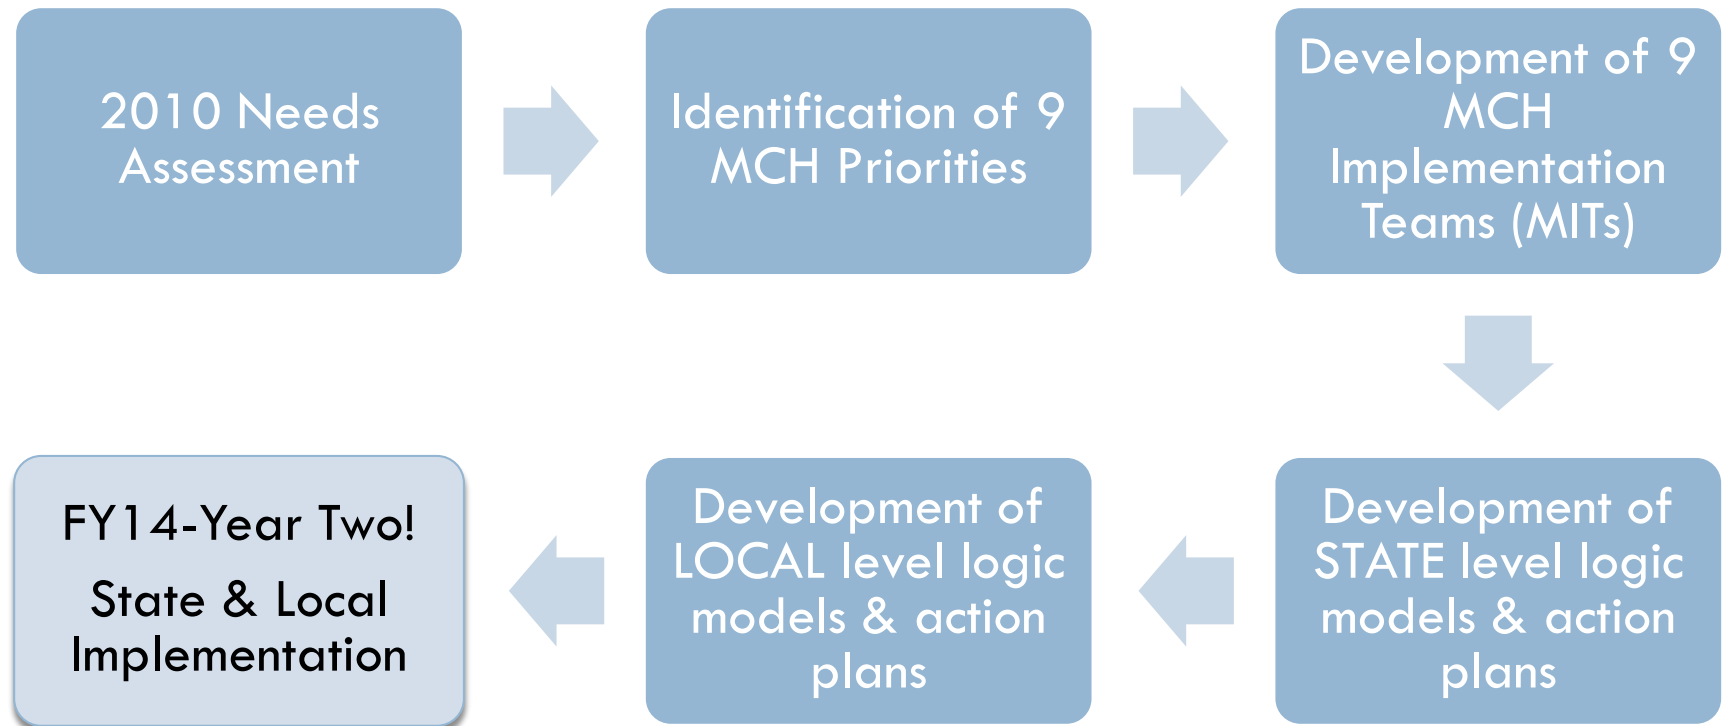 2010 Needs
Assessment
Identification of 9
MCH Priorities
Development of 9
MCH
Implementation
Teams (MITs)
Development of
STATE level logic
models & action
plans
Development of
LOCAL level logic
models & action
plans
FY14-Year Two!
State & Local
Implementation